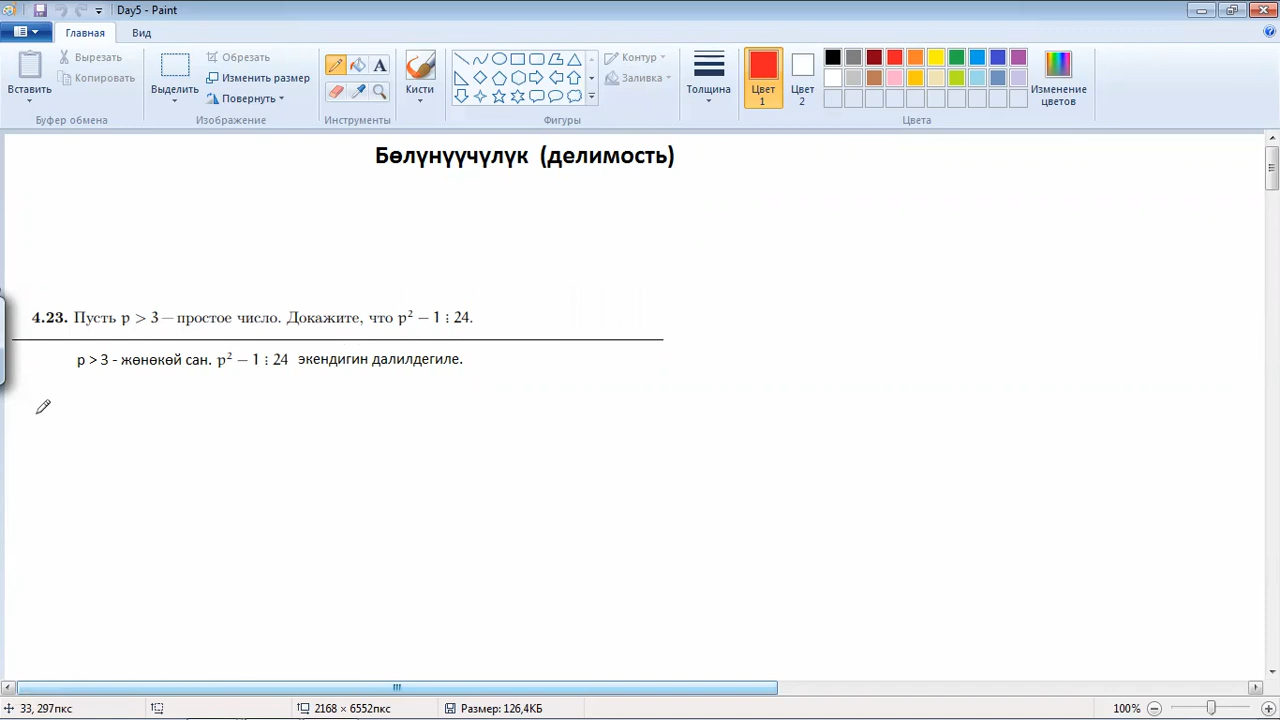 Day5 - Paint
Главная Вид
Вставить
Вырезать
Копировать
Буфер обмена
Выделить
Обрезать
Изменить размер
Повернуть
Изображение
Инструменты
Кисти
Контур
Заливка
Фигуры
Толщина
Цвет 1
Цвет 2
Изменение цветов
Цвета
Бөлүнүүчүлүк (делимость)
4.23. Пусть p > 3 — простое число. Докажите, что p² − 1 ⋮ 24.
p > 3 - жөнөкөй сан. p² − 1 ⋮ 24 экендигин далилдегиле.
33, 297пкс 2168 × 6552пкс Размер: 126,4КБ 100%